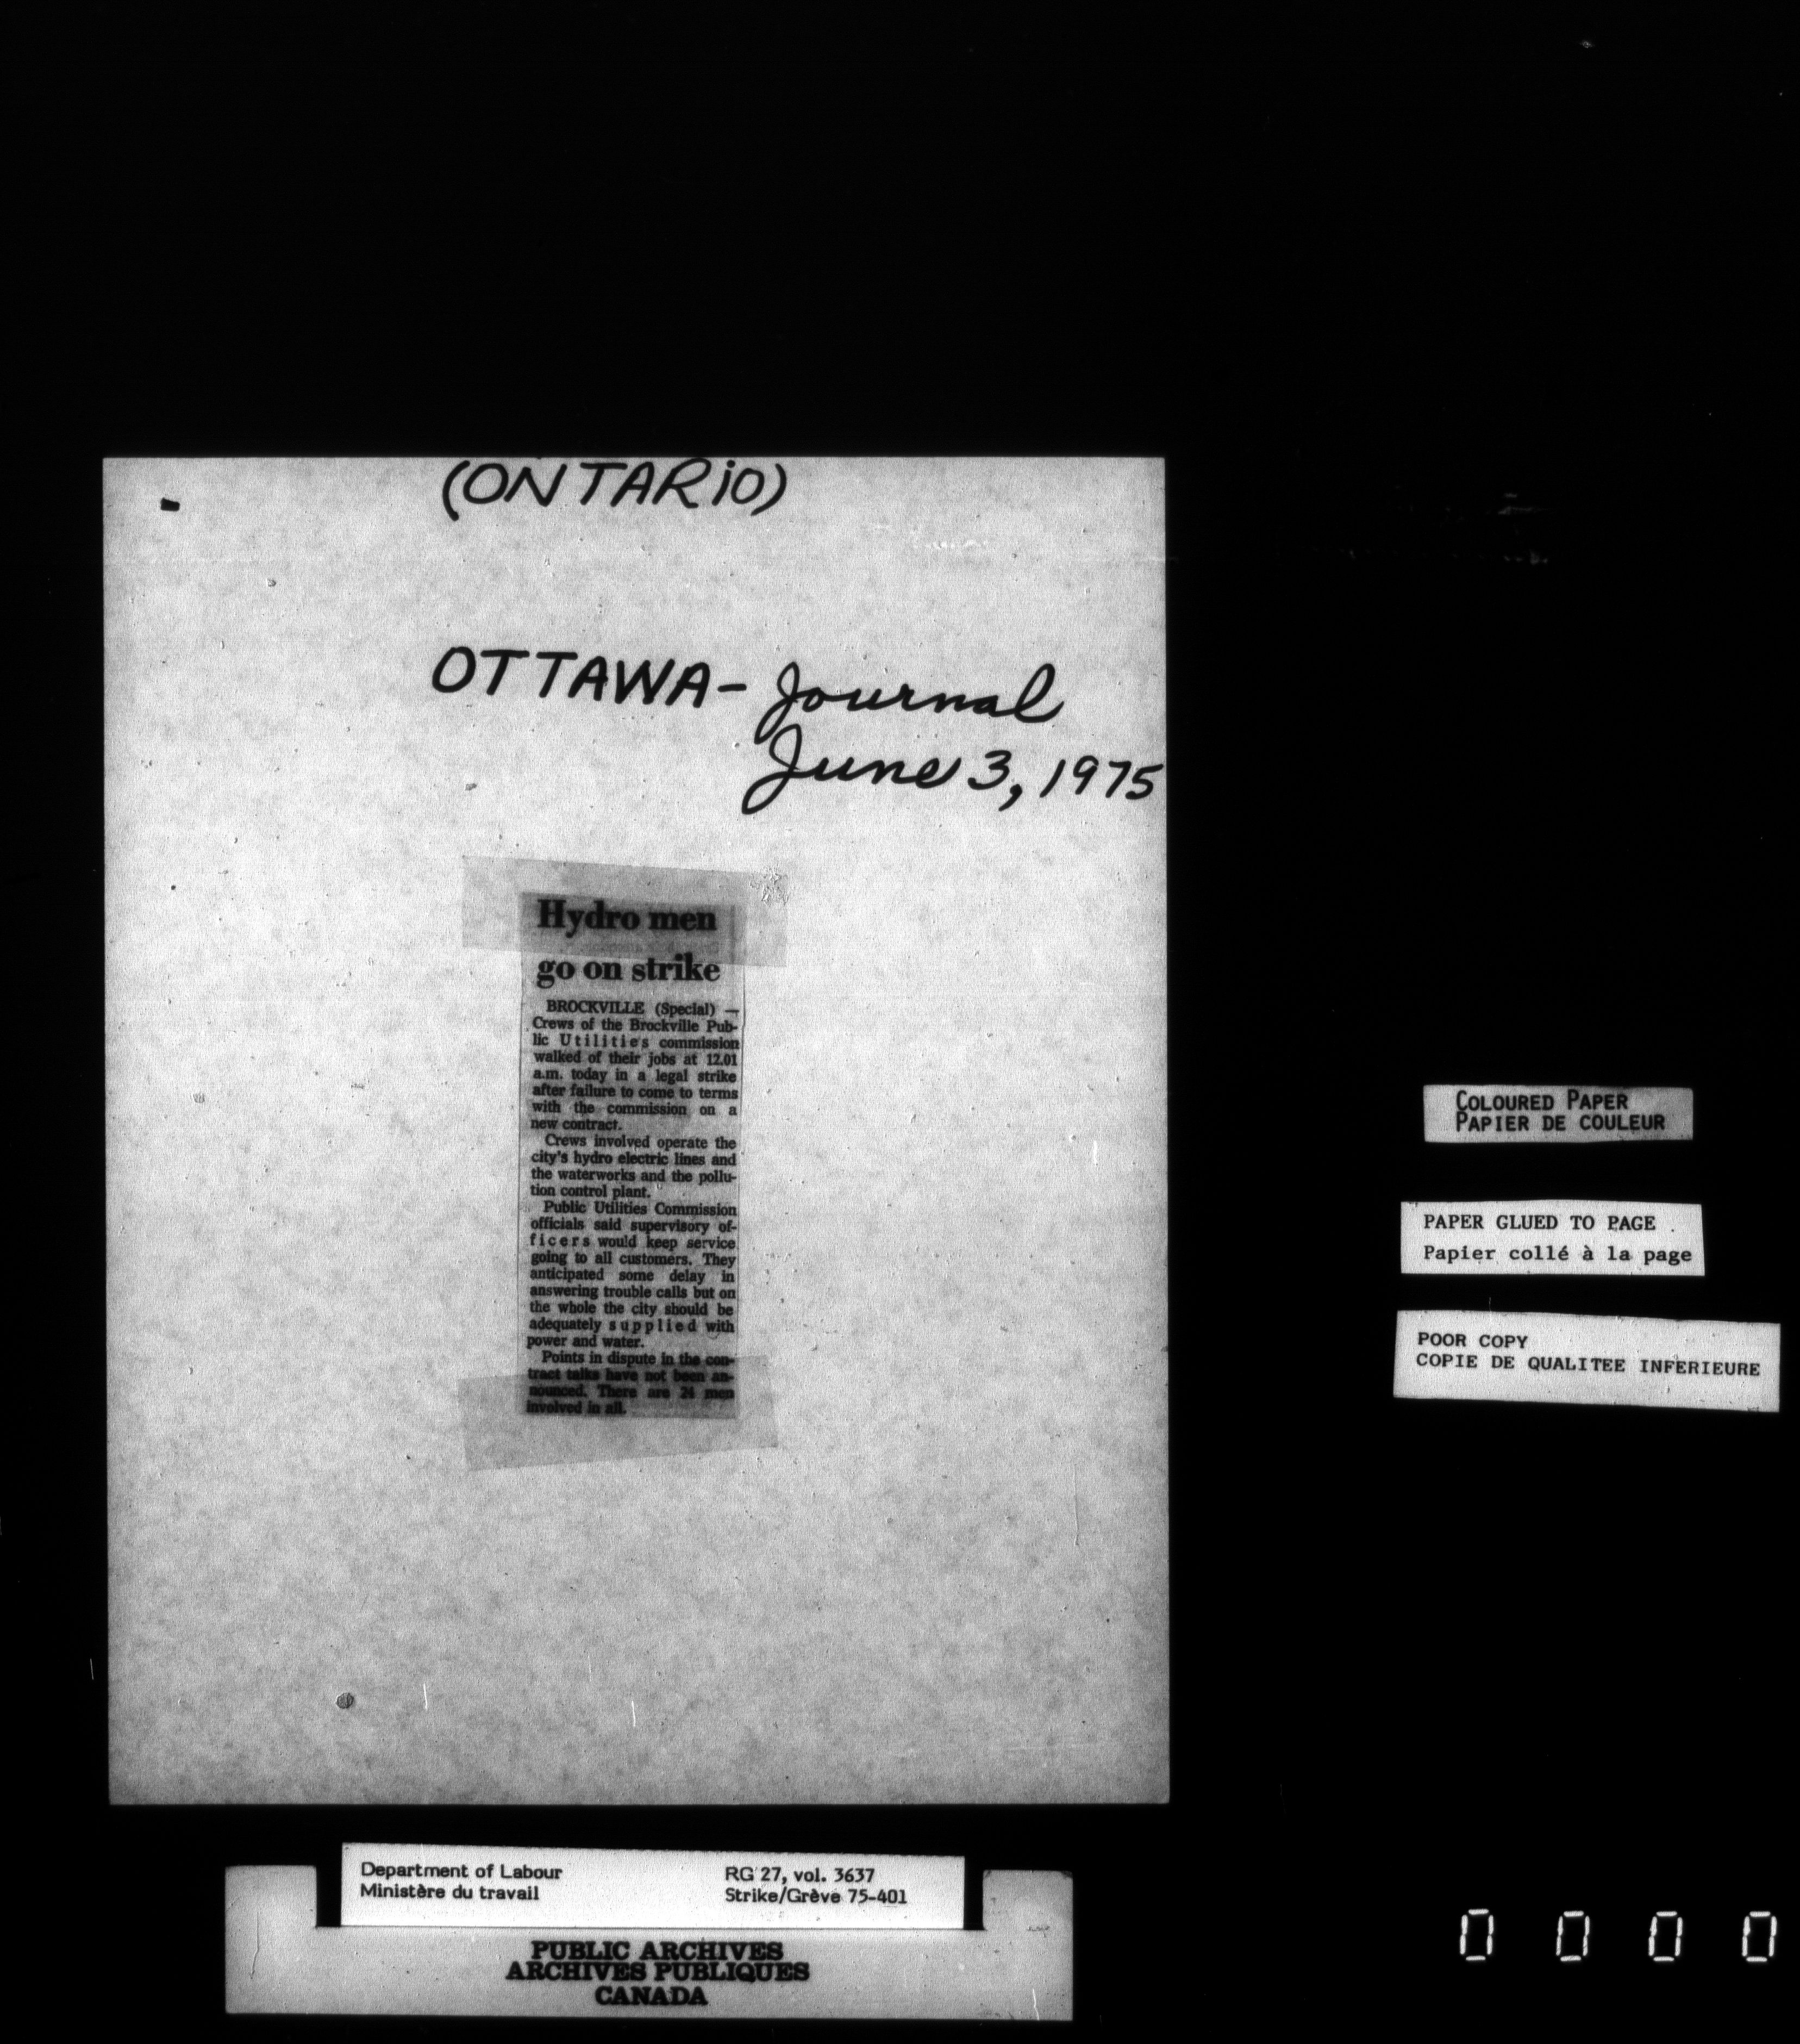 (ONTARiO)
OTTAWA- Journal
June 3, 1975
Hydro men
go on strike
BROCKVILLE (Special) —
Crews of the Brockville Pub-
lic Utilities commission
walked of their jobs at 12.01
a.m. today in a legal strike
after failure to come to terms
with the commission on a
new contract.
Crews involved operate the
city's hydro electric lines and
the waterworks and the pollu-
tion control plant.
Public Utilities Commission
officials said supervisory of-
ficers would keep service
going to all customers. They
anticipated some delay in
answering trouble calls but on
the whole the city should be
adequately supplied with
power and water.
Points in dispute in the con-
tract talks have not been an-
nounced. There are 24 men
involved in all.
COLOURED PAPER
PAPIER DE COULEUR
PAPER GLUED TO PAGE
Papier collé à la page
POOR COPY
COPIE DE QUALITEE INFERIEURE
Department of Labour
Ministère du travail
RG 27, vol. 3637
Strike/Grève 75-401
PUBLIC ARCHIVES
ARCHIVES PUBLIQUES
CANADA
0 0 0 0